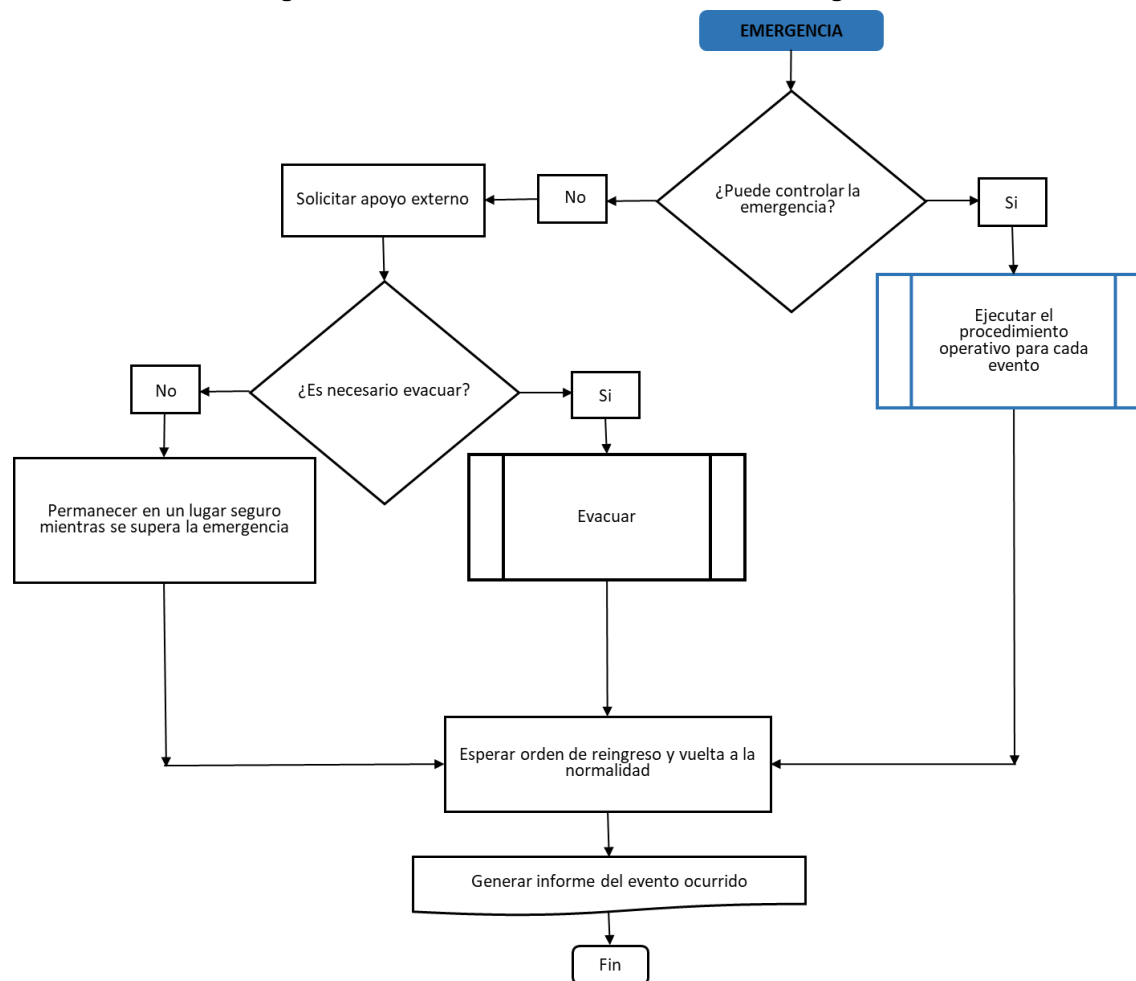 EMERGENCIA
¿Puede controlar la
emergencia?
No
Si
Solicitar apoyo externo
Ejecutar el
procedimiento
operativo para cada
evento
¿Es necesario evacuar?
No
Si
Permanecer en un lugar seguro
mientras se supera la emergencia
Evacuar
Esperar orden de reingreso y vuelta a la
normalidad
Generar informe del evento ocurrido
Fin